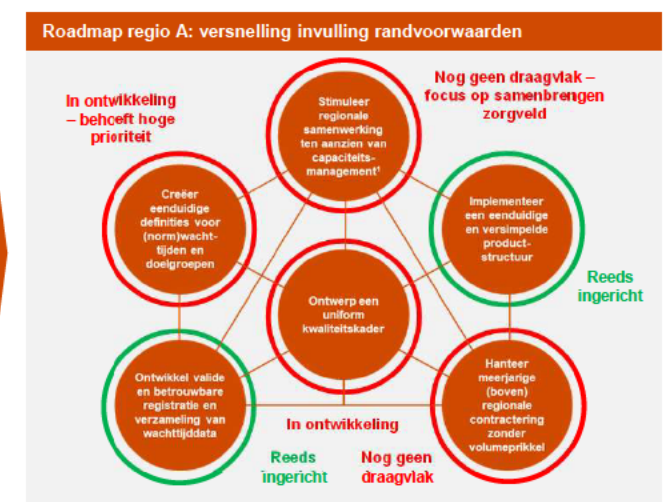 Roadmap regio A: versnelling invulling randvoorwaarden
In ontwikkeling
– behoeft hoge
prioriteit
Nog geen draagvlak –
focus op samenbrengen
zorgveld
Stimuleer
regionale
samenwerking
ten aanzien van
capaciteits-
management¹
Creëer
eenduidige
definities voor
(norm)wacht-
tijden en
doelgroepen
Implementeer
een eenduidige
en versimpelde
product-
structuur
Reeds
ingericht
Ontwerp een
uniform
kwaliteitskader
Ontwikkel valide
en betrouwbare
registratie en
verzameling van
wachttijddata
Hanteer
meerjarige
(boven)
regionale
contractering
zonder
volumeprikkel
In ontwikkeling
Reeds
ingericht
Nog geen
draagvlak